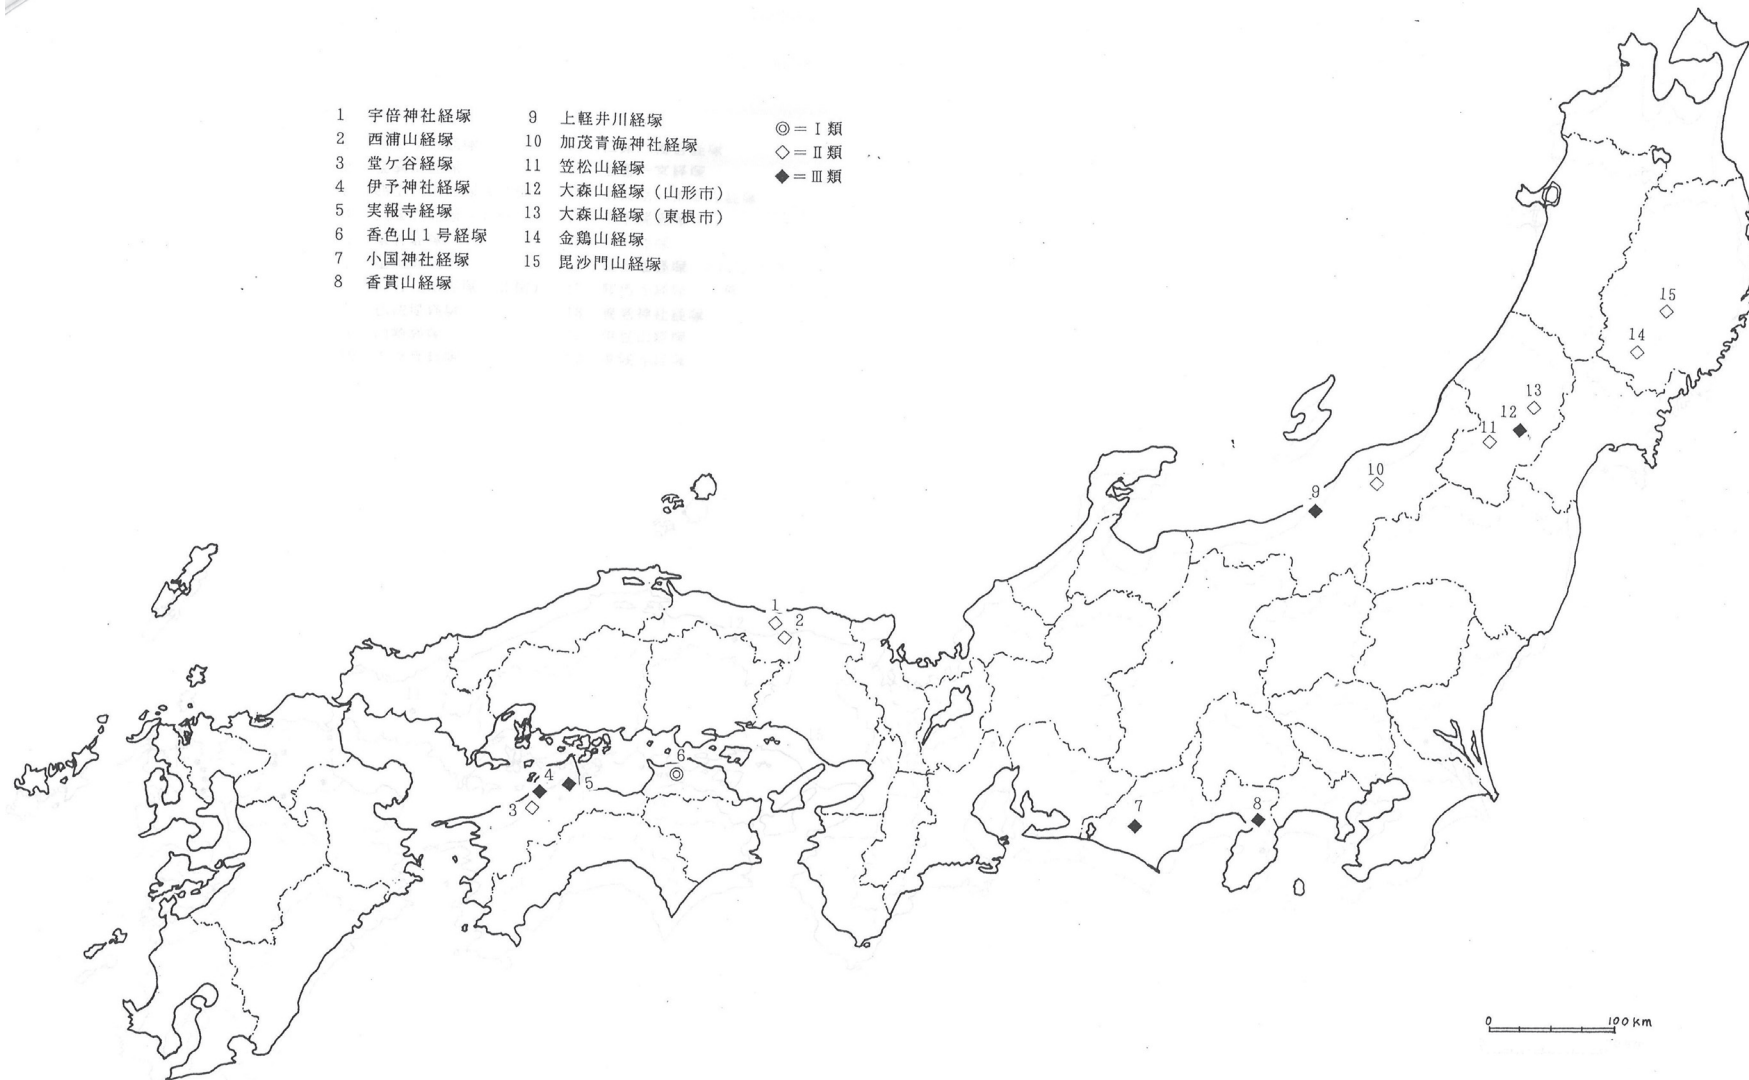 1 宇倍神社経塚
2 西浦山経塚
3 堂ケ谷経塚
4 伊予神社経塚
5 実報寺経塚
6 香色山1号経塚
7 小国神社経塚
8 香貫山経塚
9 上軽井川経塚
10 加茂青海神社経塚
11 笠松山経塚
12 大森山経塚(山形市)
13 大森山経塚(東根市)
14 金鶏山経塚
15 毘沙門山経塚
◎=Ⅰ類
◇=Ⅱ類
◆=Ⅲ類
15
14
13
12
11
10
9
1
2
6
4
5
3
7
8
0 100km